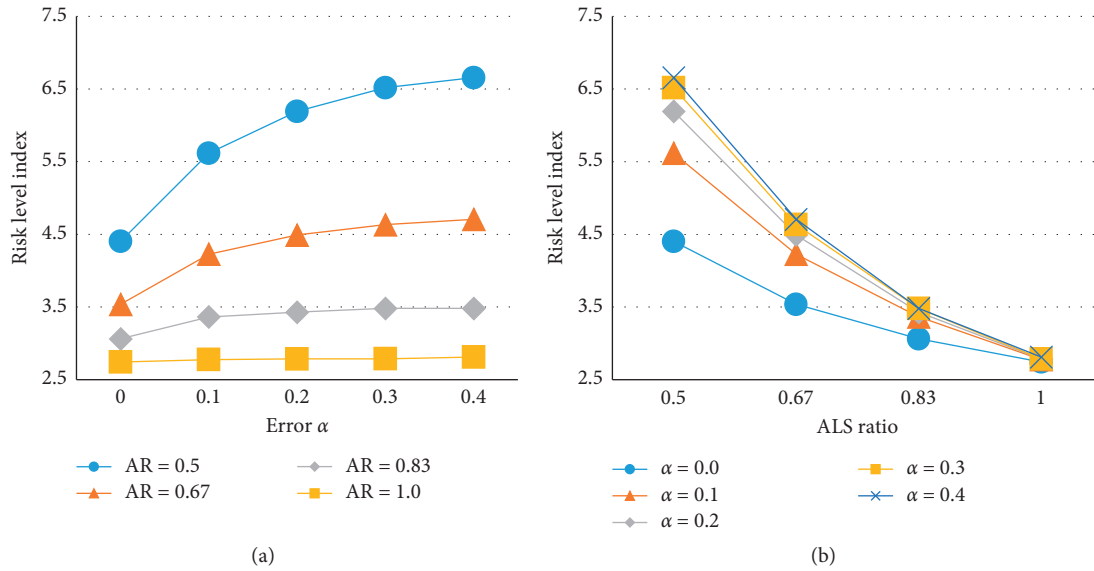 7.5
6.5
5.5
4.5
3.5
2.5
Risk level index
0
0.1
0.2
0.3
0.4
Error α
AR = 0.5
AR = 0.83
AR = 0.67
AR = 1.0
(a)
7.5
6.5
5.5
4.5
3.5
2.5
Risk level index
0.5
0.67
0.83
1
ALS ratio
α = 0.0
α = 0.3
α = 0.1
α = 0.4
α = 0.2
(b)